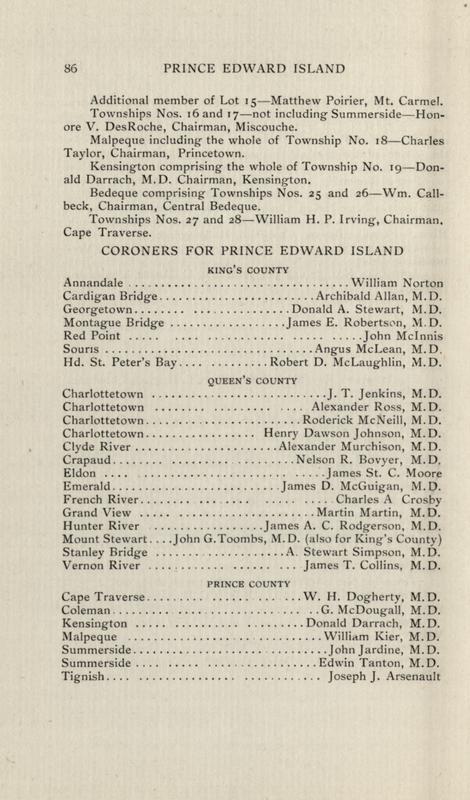 86 PRINCE EDWARD ISLAND
Additional member of Lot 15—Matthew Poirier, Mt. Carmel.
Townships Nos. 16 and 17—not including Summerside—Hon-
ore V. DesRoche, Chairman, Miscouche.
Malpeque including the whole of Township No. 18—Charles
Taylor, Chairman, Princetown.
Kensington comprising the whole of Township No. 19—Don-
ald Darrach, M.D. Chairman, Kensington.
Bedeque comprising Townships Nos. 25 and 26—Wm. Call-
beck, Chairman, Central Bedeque.
Townships Nos. 27 and 28—William H. P. Irving, Chairman,
Cape Traverse.
CORONERS FOR PRINCE EDWARD ISLAND
KING'S COUNTY
Annandale ................................ William Norton
Cardigan Bridge....................... Archibald Allan, M.D.
Georgetown........ .............. Donald A. Stewart, M.D.
Montague Bridge ................. James E. Robertson, M.D.
Red Point ..... .... ............ ..... ..... John McInnis
Souris ............................... Angus McLean, M.D.
Hd. St. Peter's Bay.... ......... Robert D. McLaughlin, M.D.
QUEEN'S COUNTY
Charlottetown .......................... J. T. Jenkins, M.D.
Charlottetown ........ ......... .... Alexander Ross, M.D.
Charlottetown....................... Roderick McNeill, M.D.
Charlottetown................ Henry Dawson Johnson, M.D.
Clyde River ..................... Alexander Murchison, M.D.
Crapaud........................... Nelson R. Bovyer, M.D.
Eldon .... ............................ James St. C. Moore
Emerald......................... James D. McGuigan, M.D.
French River................ ........ .... Charles A Crosby
Grand View ..... .................... Martin Martin, M.D.
Hunter River ................ James A. C. Rodgerson, M.D.
Mount Stewart.... John G. Toombs, M.D. (also for King's County)
Stanley Bridge ................... A. Stewart Simpson, M.D.
Vernon River ................. ... James T. Collins, M.D.
PRINCE COUNTY
Cape Traverse............ ...... .... ... W. H. Dogherty, M.D.
Coleman.............................. G. McDougall, M.D.
Kensington ..... .................. Donald Darrach, M.D.
Malpeque ............................ William Kier, M.D.
Summerside............................ John Jardine, M.D.
Summerside .... ..... ................. Edwin Tanton, M.D.
Tignish.... ............... ............ Joseph J. Arsenault